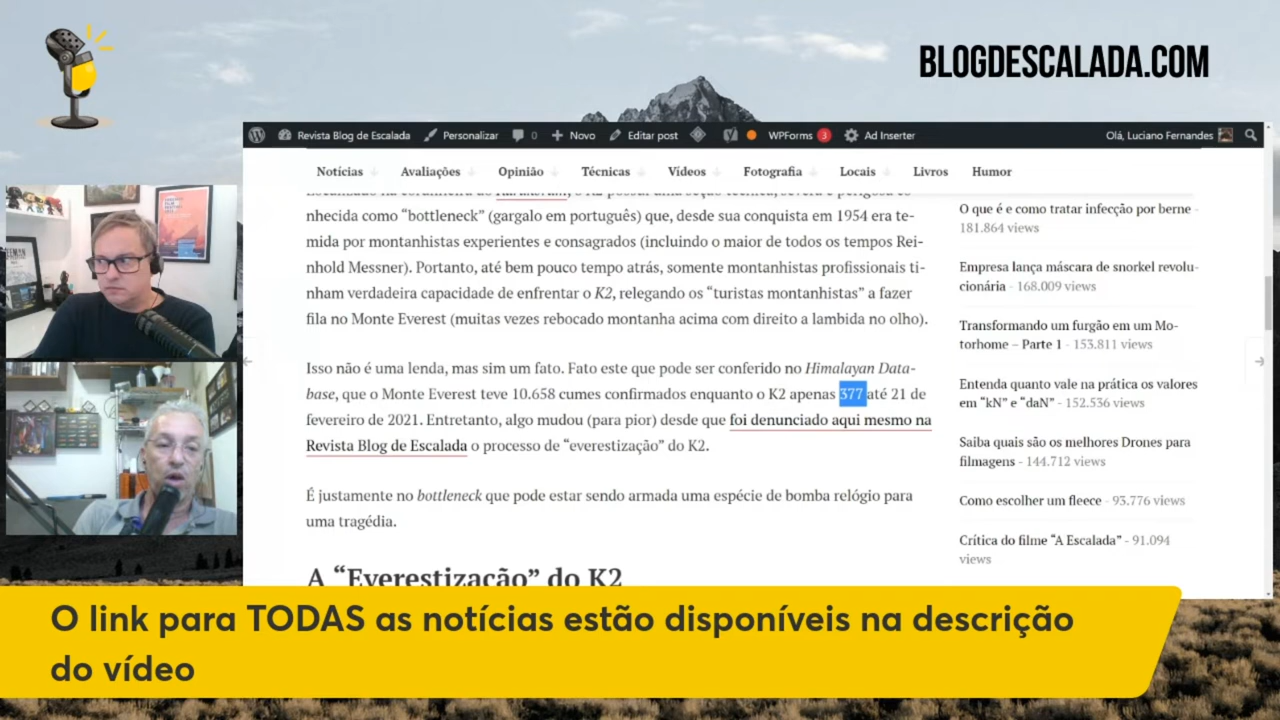 BLOGDESCALADA.COM
Revista Blog de Escalada Personalizar 0 Novo Editar post WPForms 3 Ad Inserter Olá, Luciano Fernandes
Notícias Avaliações Opinião Técnicas Vídeos Fotografia Locais Livros Humor
nhecida como “bottleneck” (gargalo em português) que, desde sua conquista em 1954 era te-
mida por montanhistas experientes e consagrados (incluindo o maior de todos os tempos Rei-
nhold Messner). Portanto, até bem pouco tempo atrás, somente montanhistas profissionais ti-
nham verdadeira capacidade de enfrentar o K2, relegando os “turistas montanhistas” a fazer
fila no Monte Everest (muitas vezes rebocado montanha acima com direito a lambida no olho).
Isso não é uma lenda, mas sim um fato. Fato este que pode ser conferido no Himalayan Data-
base, que o Monte Everest teve 10.658 cumes confirmados enquanto o K2 apenas 377 até 21 de
fevereiro de 2021. Entretanto, algo mudou (para pior) desde que foi denunciado aqui mesmo na
Revista Blog de Escalada o processo de “everestização” do K2.
É justamente no bottleneck que pode estar sendo armada uma espécie de bomba relógio para
uma tragédia.
A “Everestização” do K2
O que é e como tratar infecção por berne -
181.864 views
Empresa lança máscara de snorkel revolu-
cionária - 168.009 views
Transformando um furgão em um Mo-
torhome – Parte 1 - 153.811 views
Entenda quanto vale na prática os valores
em “kN” e “daN” - 152.536 views
Saiba quais são os melhores Drones para
filmagens - 144.712 views
Como escolher um fleece - 93.776 views
Crítica do filme “A Escalada” - 91.094
views
O link para TODAS as notícias estão disponíveis na descrição
do vídeo